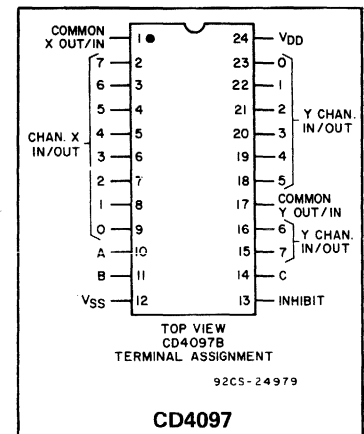 COMMON
X OUT/IN 1 24 VDD
7 2 23 0
6 3 22 1
5 4 21 2 Y CHAN.
4 5 20 3 IN/OUT
CHAN. X
IN/OUT
3 6 19 4
2 7 18 5
1 8 17 COMMON
Y OUT/IN
0 9 16 6 Y CHAN.
A 10 15 7 IN/OUT
B 11 14 C
VSS 12 13 INHIBIT
TOP VIEW
CD4097B
TERMINAL ASSIGNMENT
92CS-24979
CD4097